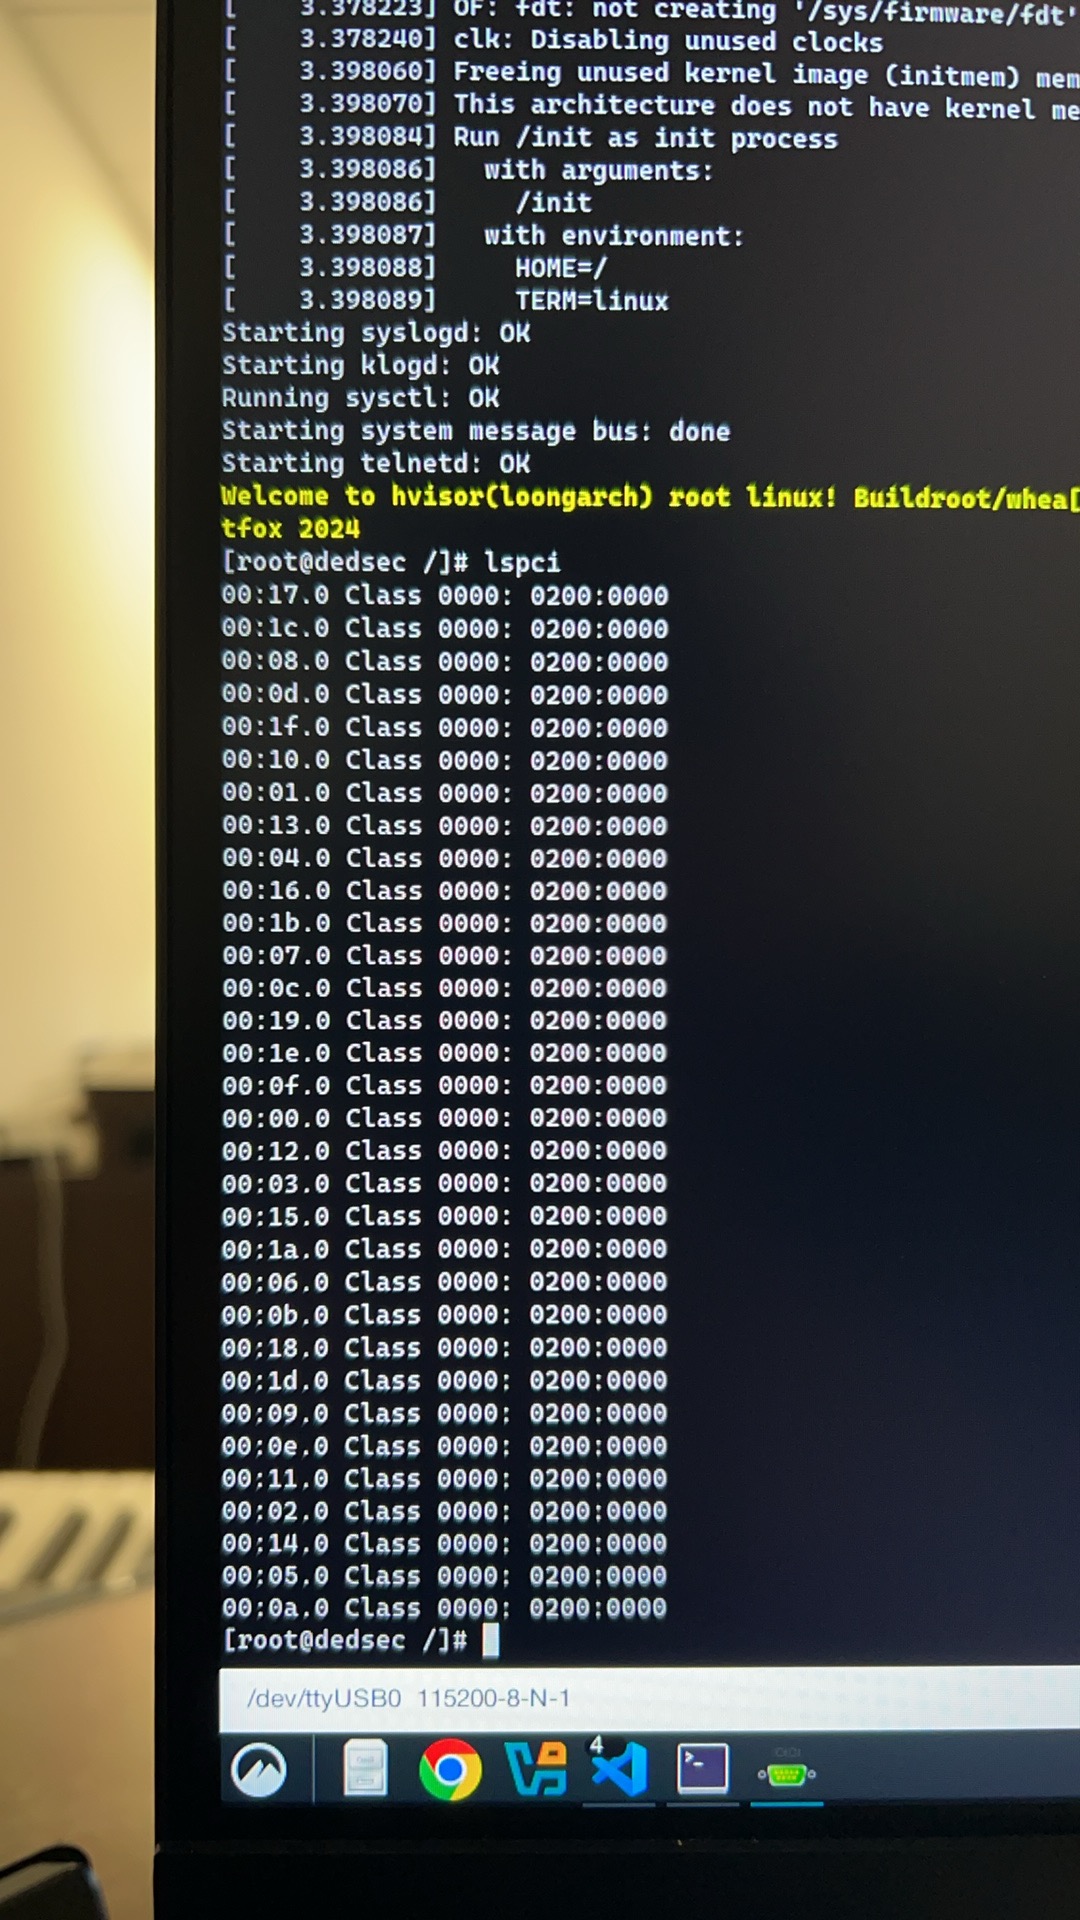 [    3.378223] OF: fdt: not creating '/sys/firmware/fdt'
[    3.378240] clk: Disabling unused clocks
[    3.398060] Freeing unused kernel image (initmem) mem
[    3.398070] This architecture does not have kernel me
[    3.398084] Run /init as init process
[    3.398086]   with arguments:
[    3.398086]     /init
[    3.398087]   with environment:
[    3.398088]     HOME=/
[    3.398089]     TERM=linux
Starting syslogd: OK
Starting klogd: OK
Running sysctl: OK
Starting system message bus: done
Starting telnetd: OK
Welcome to hvisor(loongarch) root linux! Buildroot/whea[
tfox 2024
[root@dedsec /]# lspci
00:17.0 Class 0000: 0200:0000
00:1c.0 Class 0000: 0200:0000
00:08.0 Class 0000: 0200:0000
00:0d.0 Class 0000: 0200:0000
00:1f.0 Class 0000: 0200:0000
00:10.0 Class 0000: 0200:0000
00:01.0 Class 0000: 0200:0000
00:13.0 Class 0000: 0200:0000
00:04.0 Class 0000: 0200:0000
00:16.0 Class 0000: 0200:0000
00:1b.0 Class 0000: 0200:0000
00:07.0 Class 0000: 0200:0000
00:0c.0 Class 0000: 0200:0000
00:19.0 Class 0000: 0200:0000
00:1e.0 Class 0000: 0200:0000
00:0f.0 Class 0000: 0200:0000
00:00.0 Class 0000: 0200:0000
00:12.0 Class 0000: 0200:0000
00:03.0 Class 0000: 0200:0000
00:15.0 Class 0000: 0200:0000
00:1a.0 Class 0000: 0200:0000
00:06.0 Class 0000: 0200:0000
00:0b.0 Class 0000: 0200:0000
00:18.0 Class 0000: 0200:0000
00:1d.0 Class 0000: 0200:0000
00:09.0 Class 0000: 0200:0000
00:0e.0 Class 0000: 0200:0000
00:11.0 Class 0000: 0200:0000
00:02.0 Class 0000: 0200:0000
00:14.0 Class 0000: 0200:0000
00:05.0 Class 0000: 0200:0000
00:0a.0 Class 0000: 0200:0000
[root@dedsec /]#
/dev/ttyUSB0 115200-8-N-1
4